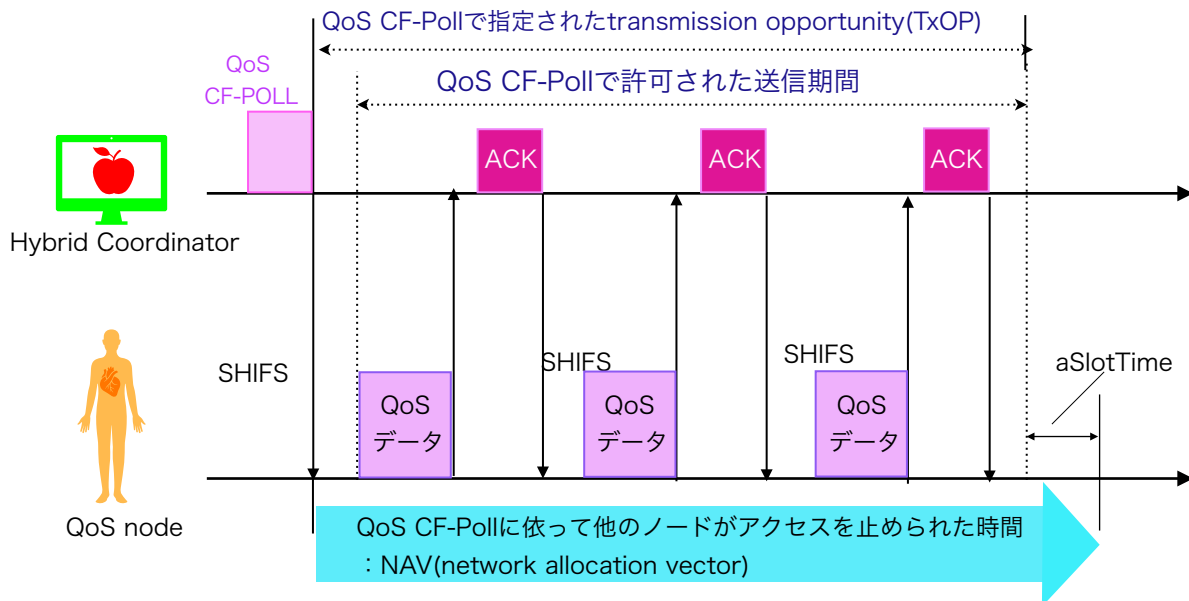 QoS CF-Pollで指定されたtransmission opportunity(TxOP)
QoS
CF-POLL
QoS CF-Pollで許可された送信期間
ACK
ACK
ACK
Hybrid Coordinator
SHIFS
SHIFS
SHIFS
aSlotTime
QoS
データ
QoS
データ
QoS
データ
QoS node
QoS CF-Pollに依って他のノードがアクセスを止められた時間
：NAV(network allocation vector)